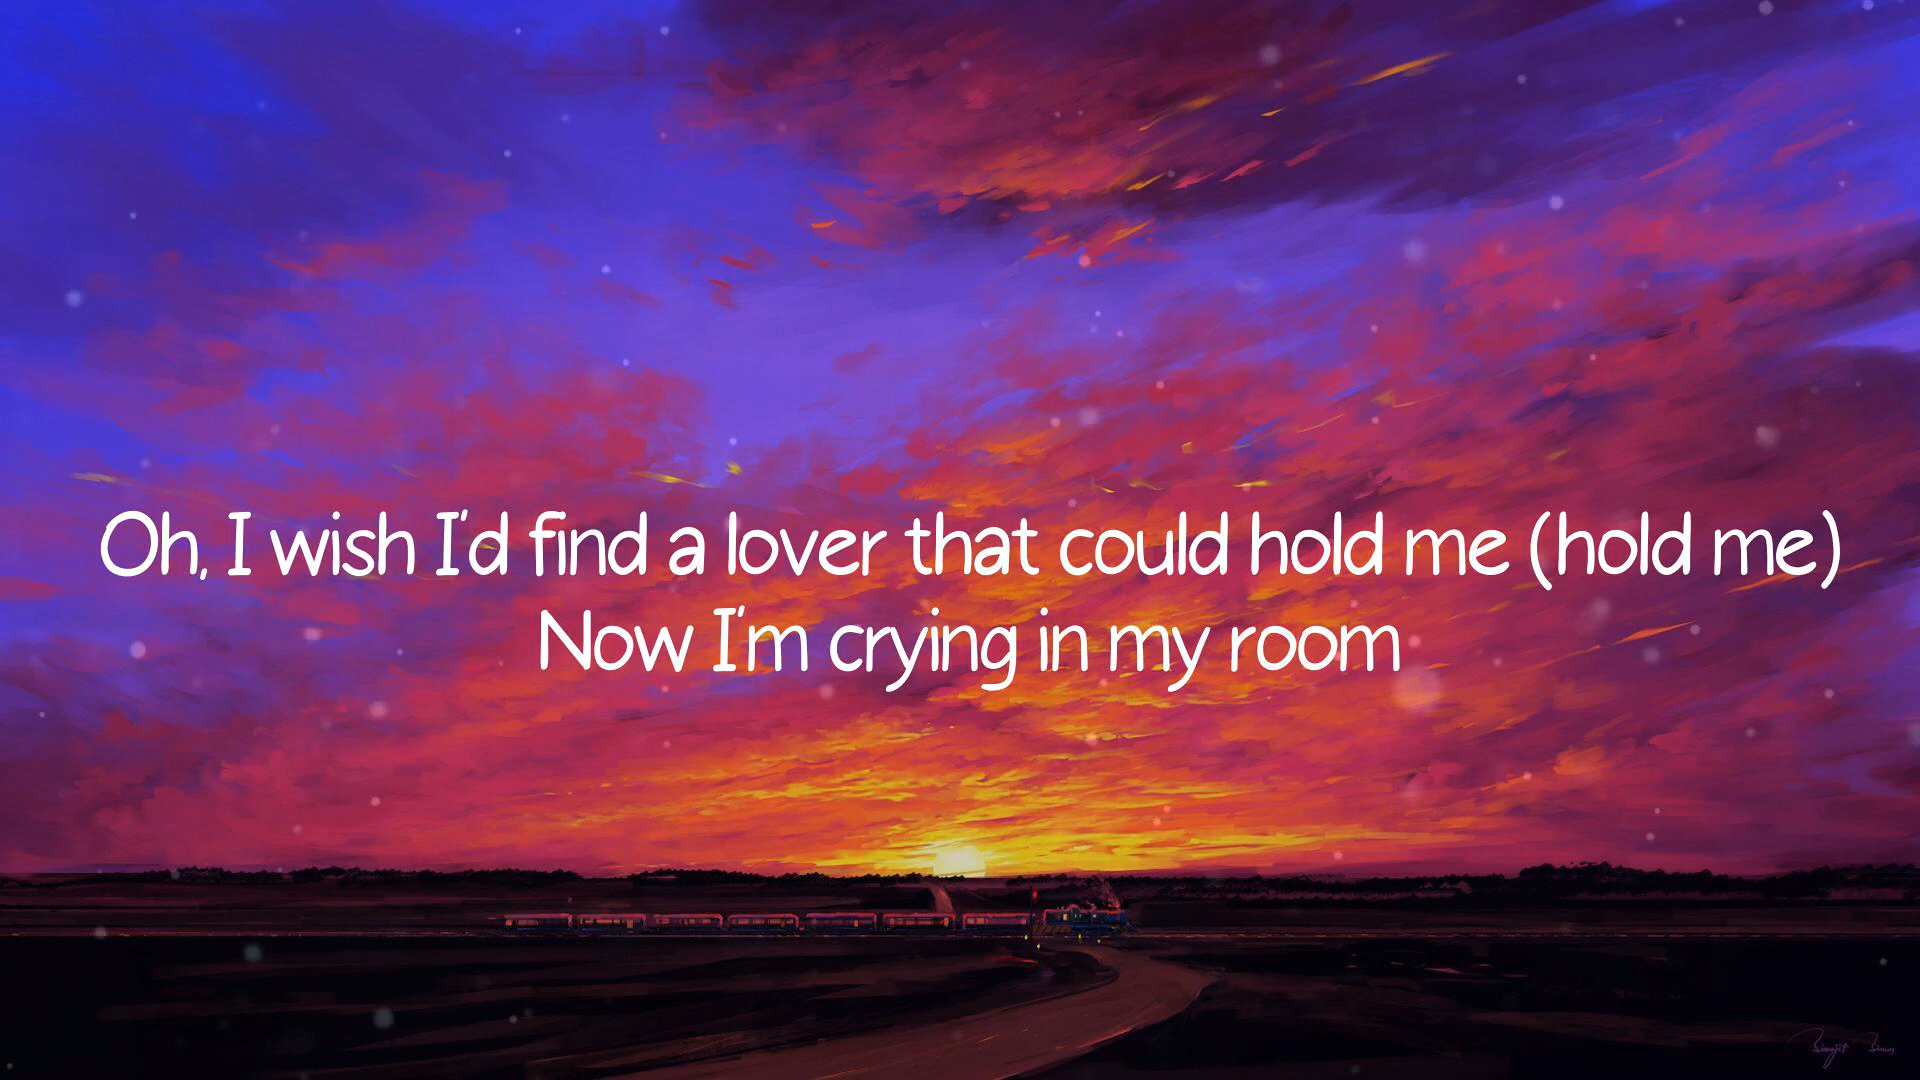 Oh, I wish I'd find a lover that could hold me (hold me)
Now I'm crying in my room